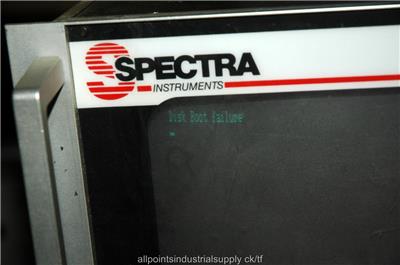 SPECTRA
INSTRUMENTS
Disk Boot failure
allpointsindustrialsupply ck/tf